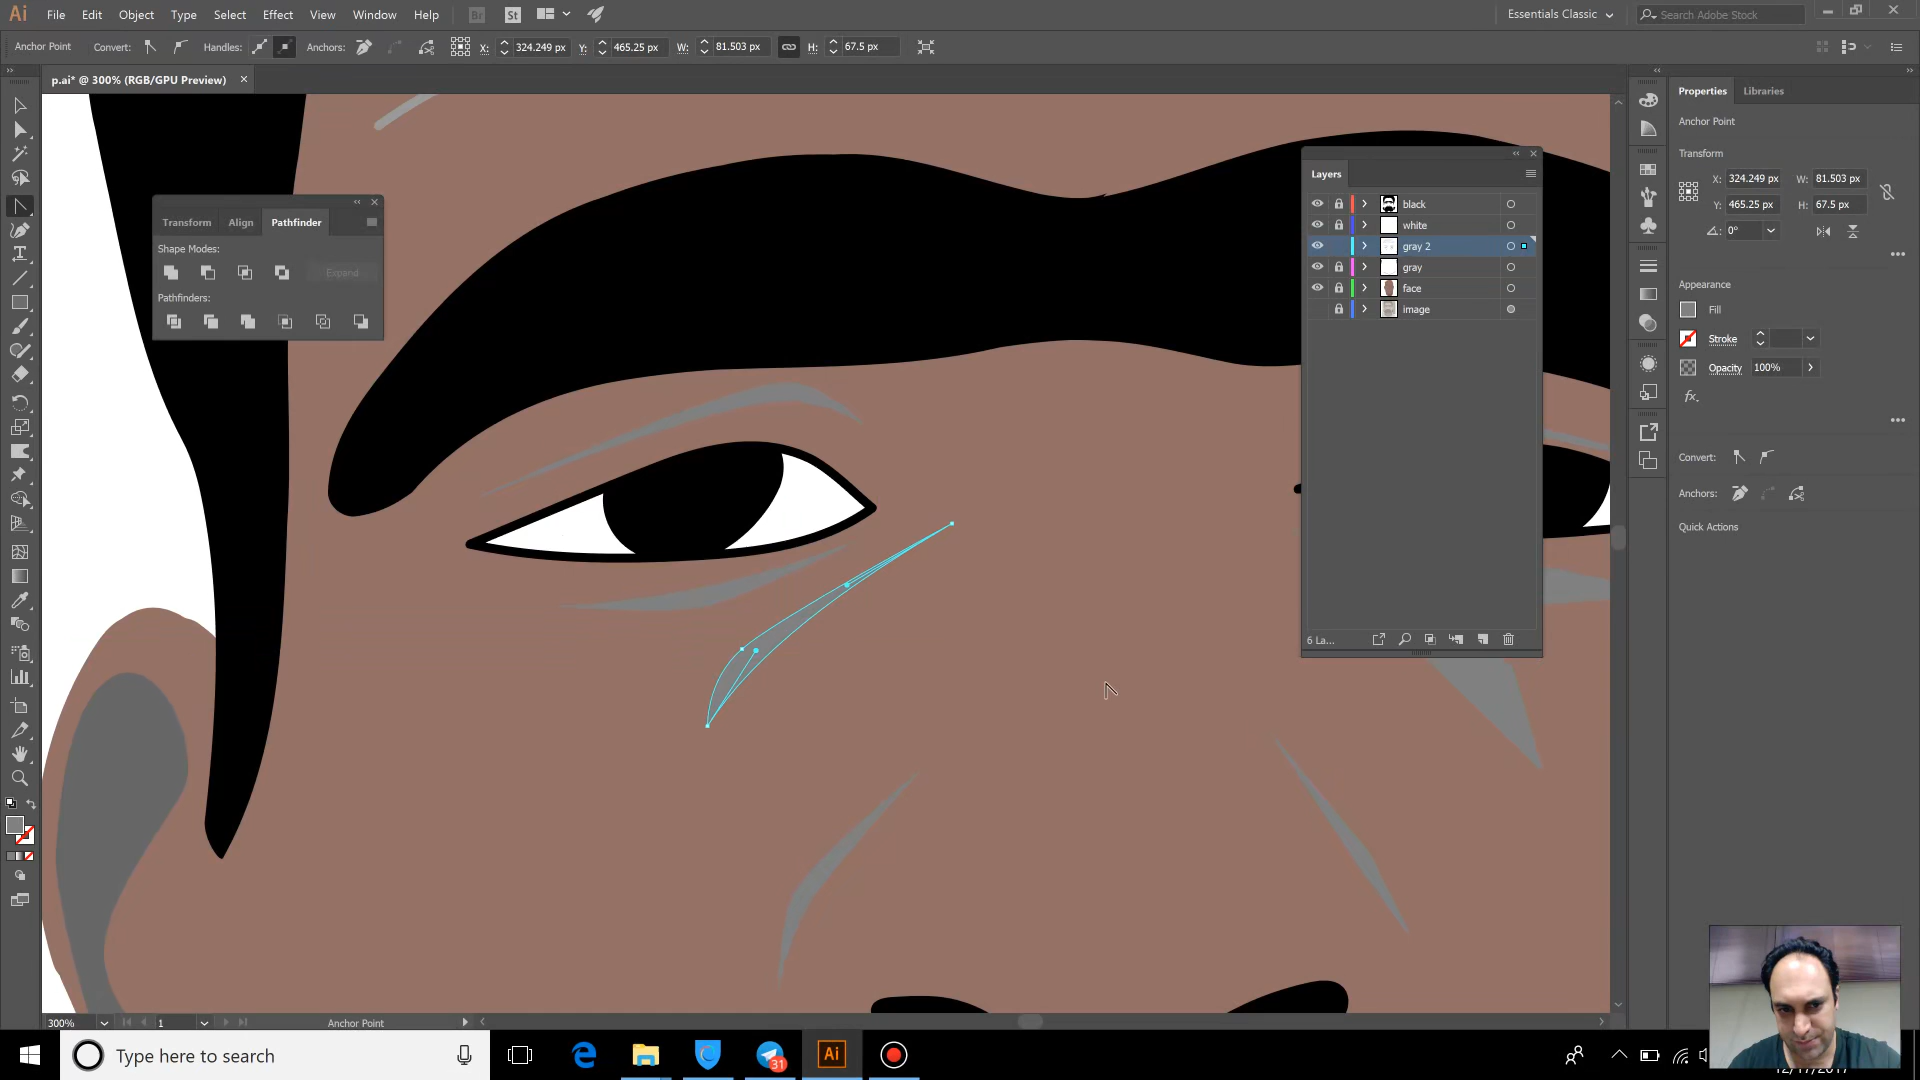 Ai File Edit Object Type Select Effect View Window Help Br St Essentials Classic Search Adobe Stock
Anchor Point Convert: Handles: Anchors: X: 324.249 px Y: 465.25 px W: 81.503 px H: 67.5 px
p.ai* @ 300% (RGB/GPU Preview)
Properties Libraries
Anchor Point
Transform
X: 324.249 px W: 81.503 px
Y: 465.25 px H: 67.5 px
0°
Appearance
Fill
Stroke
Opacity 100%
fx.
Convert:
Anchors:
Quick Actions
Transform Align Pathfinder
Shape Modes:
Expand
Pathfinders:
Layers
black
white
gray 2
gray
face
image
6 La...
300% 1 Anchor Point
Type here to search
31
Ai